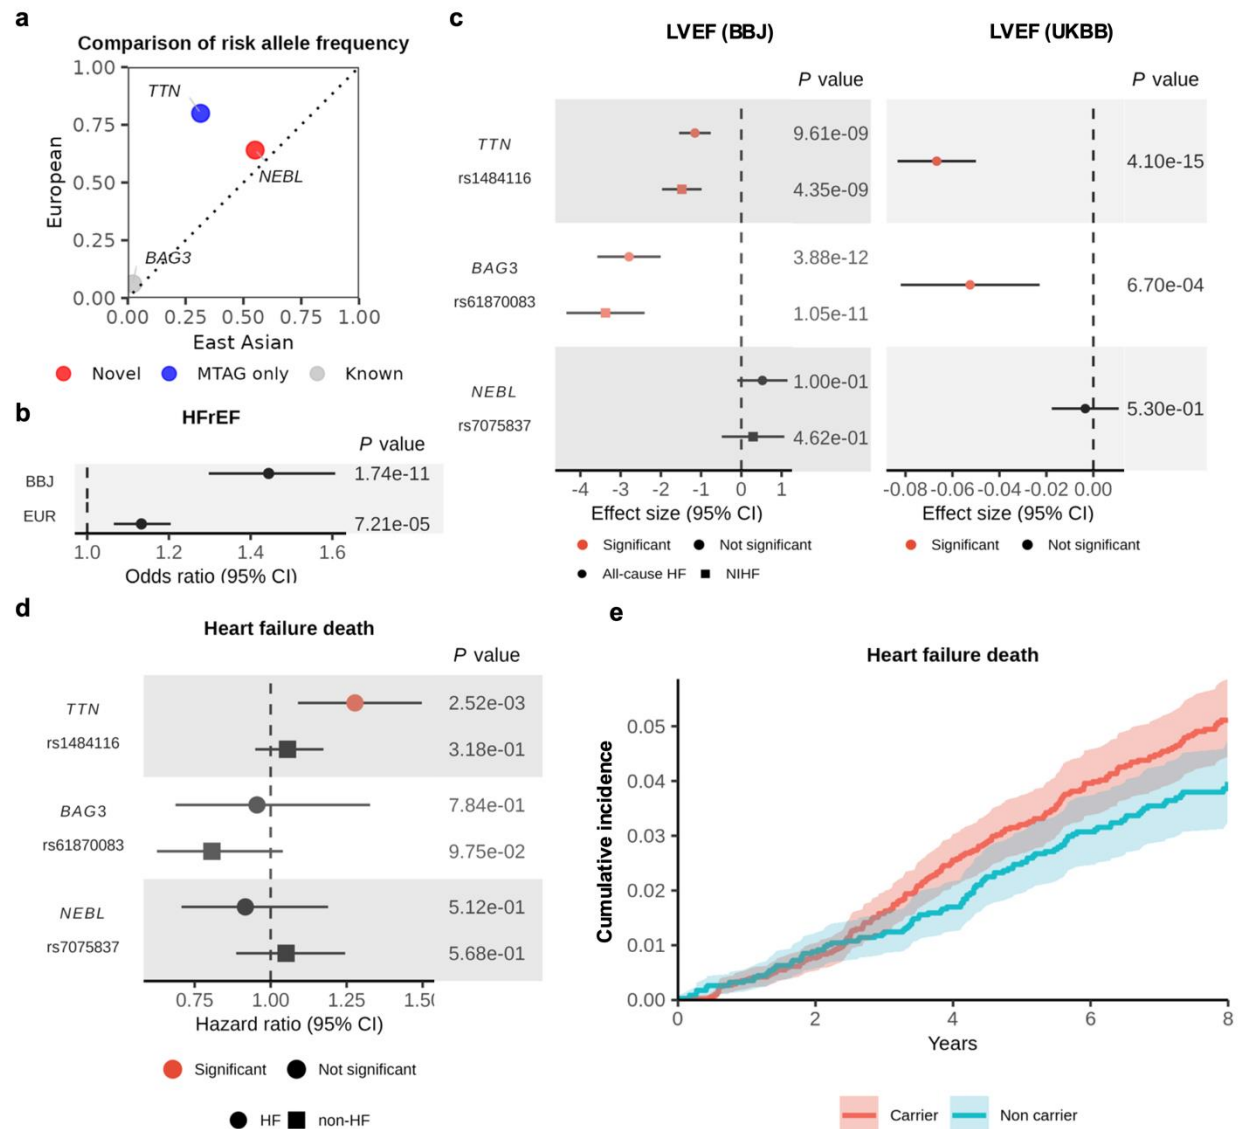 a
Comparison of risk allele frequency
1.00
0.75
0.50
0.25
0.00
European
TTN
NEBL
BAG3
0.00 0.25 0.50 0.75 1.00
East Asian
Novel MTAG only Known
b
HFrEF
P value
BBJ 1.74e-11
EUR 7.21e-05
1.0 1.2 1.4 1.6
Odds ratio (95% CI)
c
LVEF (BBJ) LVEF (UKBB)
P value P value
TTN
rs1484116
9.61e-09
4.35e-09
4.10e-15
BAG3
rs61870083
3.88e-12
1.05e-11
6.70e-04
NEBL
rs7075837
1.00e-01
4.62e-01
5.30e-01
-4 -3 -2 -1 0 1
Effect size (95% CI)
Significant Not significant
All-cause HF NIHF
-0.08 -0.06 -0.04 -0.02 0.00
Effect size (95% CI)
Significant Not significant
d
Heart failure death
P value
TTN
rs1484116
2.52e-03
3.18e-01
BAG3
rs61870083
7.84e-01
9.75e-02
NEBL
rs7075837
5.12e-01
5.68e-01
0.75 1.00 1.25 1.50
Hazard ratio (95% CI)
Significant Not significant
HF non-HF
e
Heart failure death
Cumulative incidence
0.05
0.04
0.03
0.02
0.01
0.00
0 2 4 6 8
Years
Carrier Non carrier